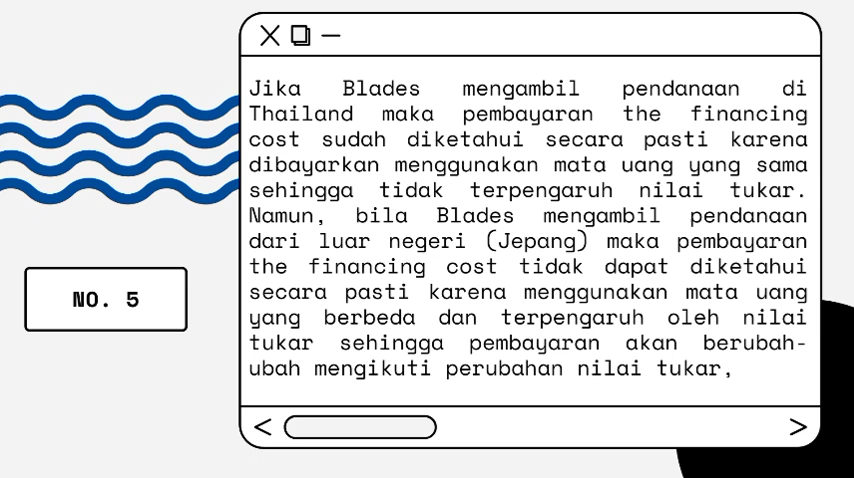 Jika Blades mengambil pendanaan di
Thailand maka pembayaran the financing
cost sudah diketahui secara pasti karena
dibayarkan menggunakan mata uang yang sama
sehingga tidak terpengaruh nilai tukar.
Namun, bila Blades mengambil pendanaan
dari luar negeri (Jepang) maka pembayaran
the financing cost tidak dapat diketahui
secara pasti karena menggunakan mata uang
yang berbeda dan terpengaruh oleh nilai
tukar sehingga pembayaran akan berubah-
ubah mengikuti perubahan nilai tukar,
NO. 5